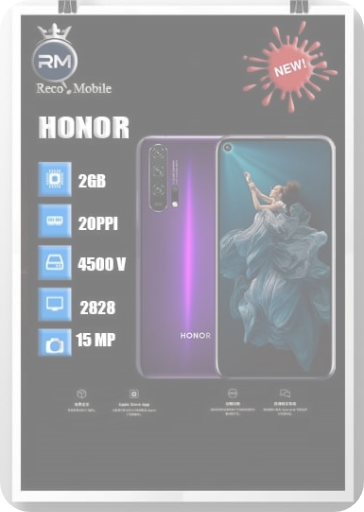 RM
Reco Mobile
NEW!
HONOR
2GB
20PPI
4500 V
2828
15 MP
HONOR